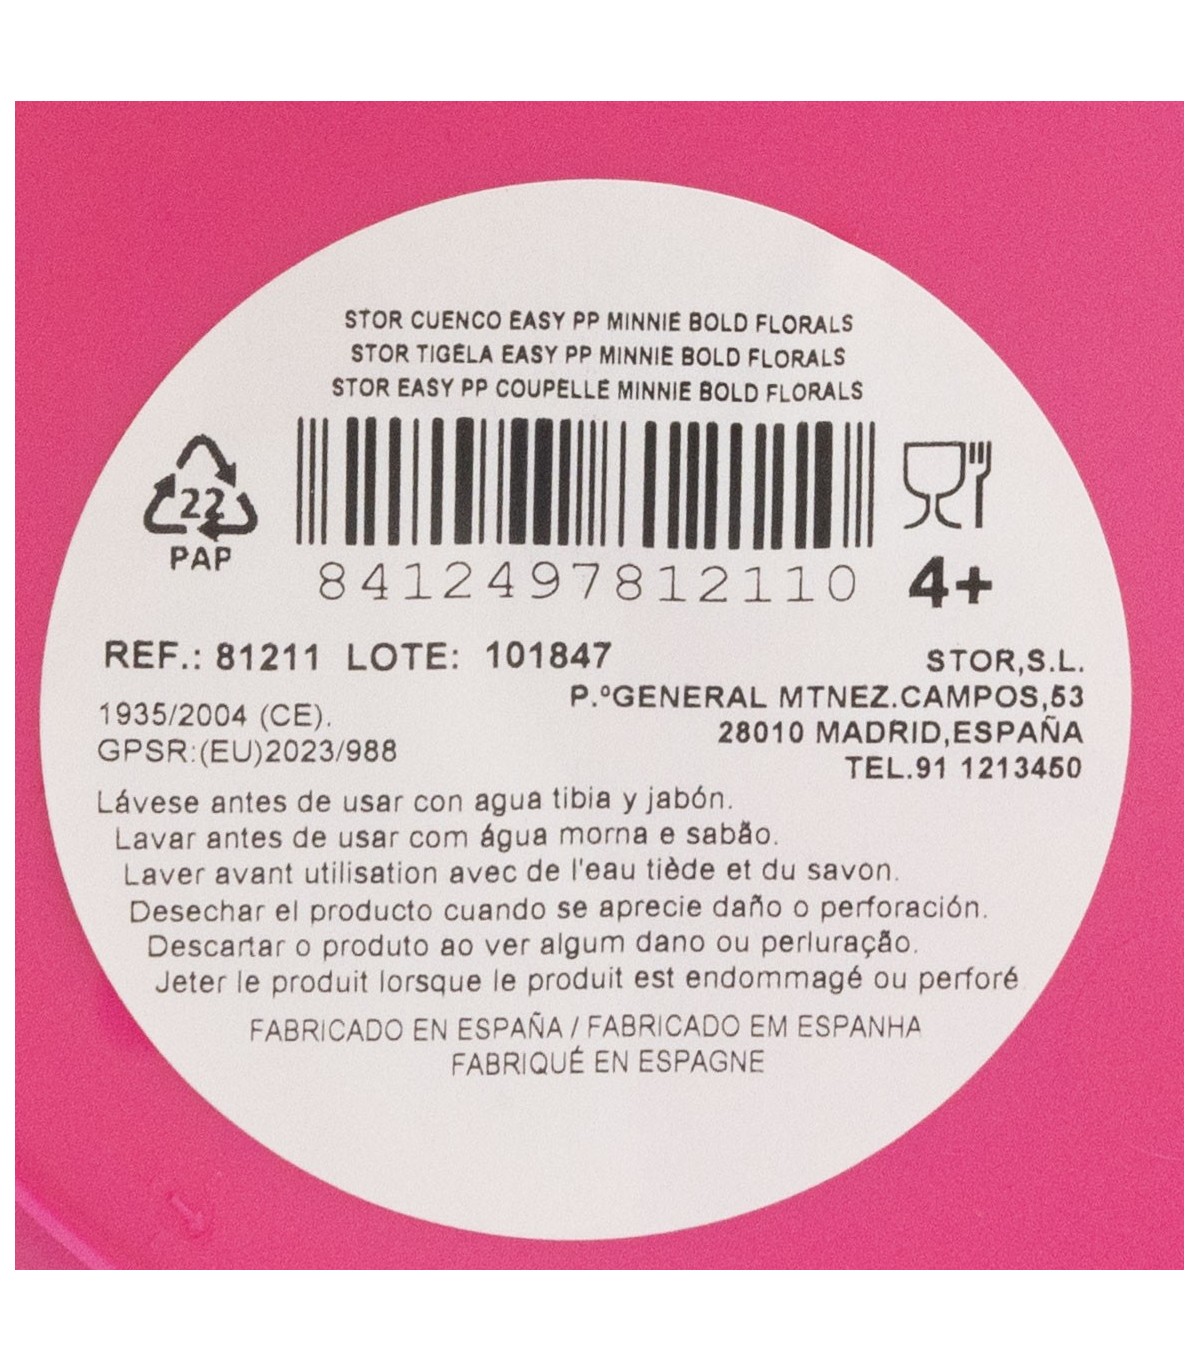 STOR CUENCO EASY PP MINNIE BOLD FLORALS
STOR TIGELA EASY PP MINNIE BOLD FLORALS
STOR EASY PP COUPELLE MINNIE BOLD FLORALS
22
PAP
8412497812110
4+
REF.: 81211 LOTE: 101847
1935/2004 (CE).
GPSR:(EU)2023/988
STOR,S.L.
P.ºGENERAL MTNEZ.CAMPOS,53
28010 MADRID,ESPAÑA
TEL.91 1213450
Lávese antes de usar con agua tibia y jabón.
Lavar antes de usar com água morna e sabão.
Laver avant utilisation avec de l'eau tiède et du savon.
Desechar el producto cuando se aprecie daño o perforación.
Descartar o produto ao ver algum dano ou perluração.
Jeter le produit lorsque le produit est endommagé ou perforé
FABRICADO EN ESPAÑA / FABRICADO EM ESPANHA
FABRIQUÉ EN ESPAGNE